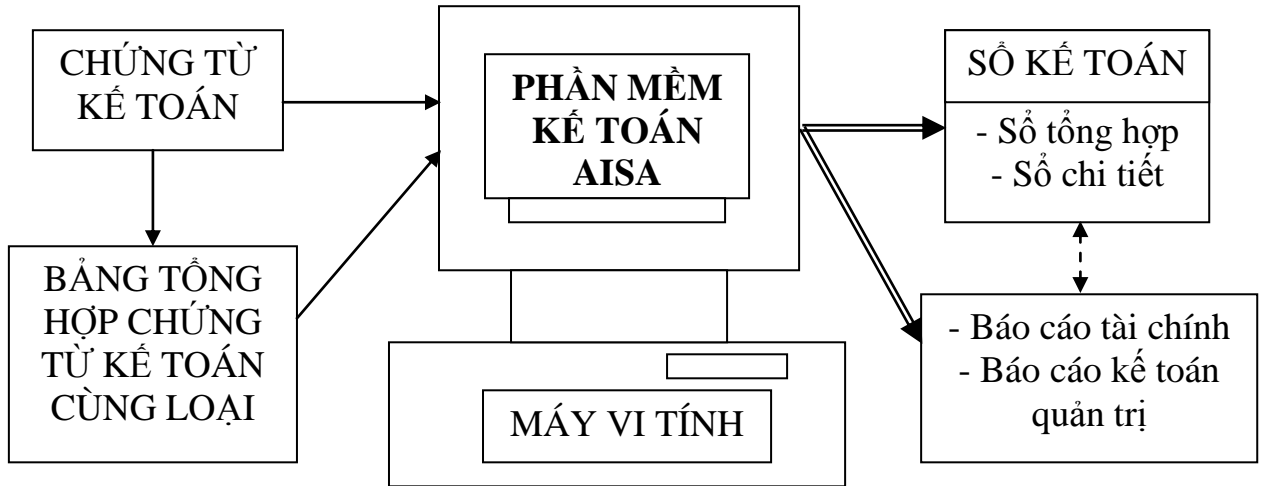 CHỨNG TỪ
KẾ TOÁN
BẢNG TỔNG
HỢP CHỨNG
TỪ KẾ TOÁN
CÙNG LOẠI
PHẦN MỀM
KẾ TOÁN
AISA
MÁY VI TÍNH
SỔ KẾ TOÁN
- Sổ tổng hợp
- Sổ chi tiết
- Báo cáo tài chính
- Báo cáo kế toán
quản trị